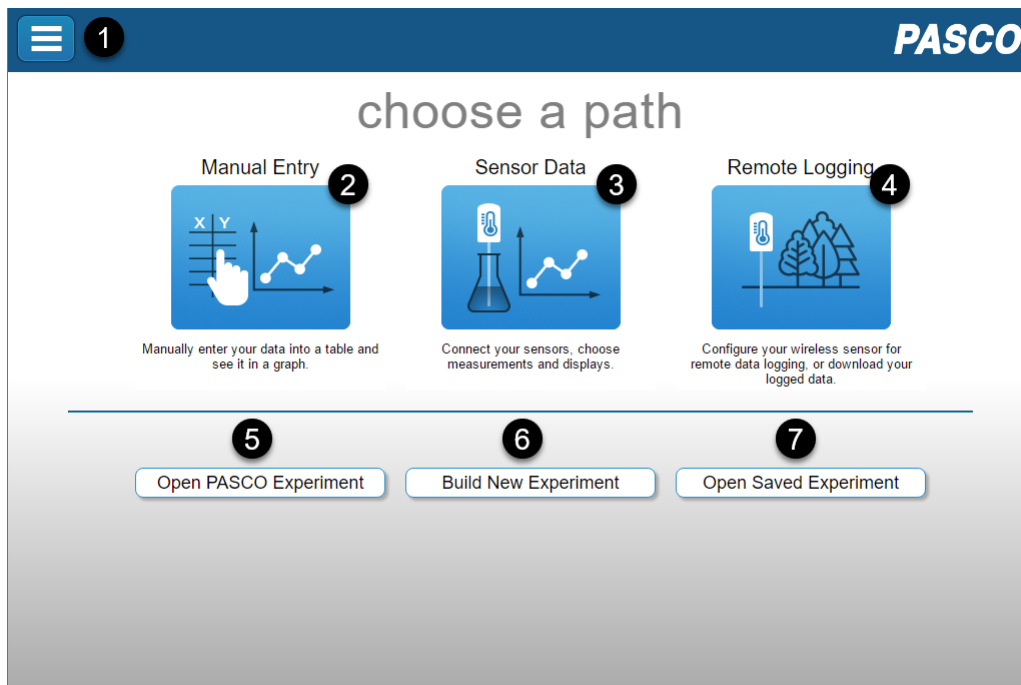 1
PASCO
choose a path
Manual Entry
2
X Y
Manually enter your data into a table and
see it in a graph.
Sensor Data
3
Connect your sensors, choose
measurements and displays.
Remote Logging
4
Configure your wireless sensor for
remote data logging, or download your
logged data.
5
Open PASCO Experiment
6
Build New Experiment
7
Open Saved Experiment